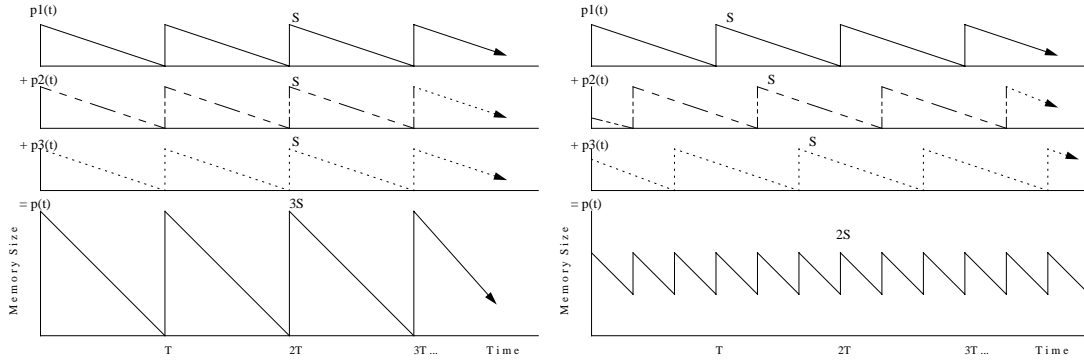 p1(t)
S
+ p2(t)
S
+ p3(t)
S
= p(t)
3S
Memory Size
T
2T
3T...
Time
p1(t)
S
+ p2(t)
S
+ p3(t)
S
= p(t)
2S
Memory Size
T
2T
3T...
Time